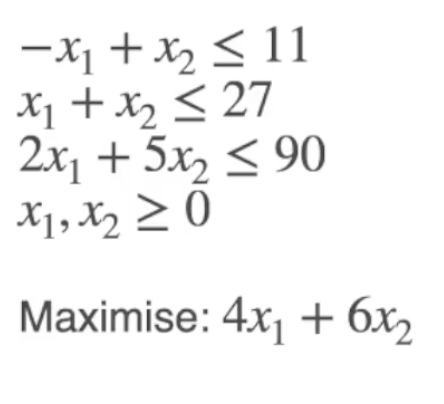 −x₁ + x₂ ≤ 11
x₁ + x₂ ≤ 27
2x₁ + 5x₂ ≤ 90
x₁, x₂ ≥ 0
Maximise: 4x₁ + 6x₂